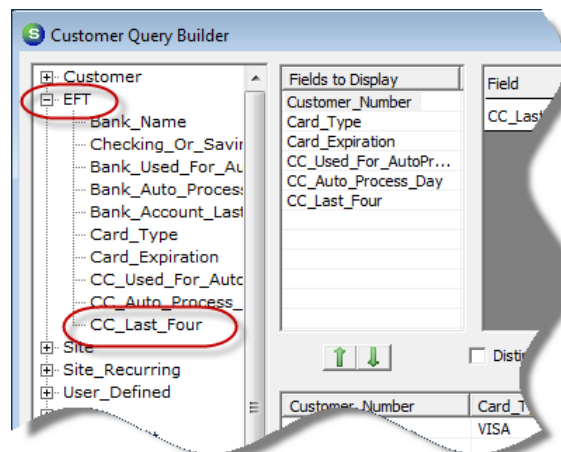 S Customer Query Builder
Customer
EFT
Bank_Name
Checking_Or_Savin
Bank_Used_For_Au
Bank_Auto_Process
Bank_Account_Last
Card_Type
Card_Expiration
CC_Used_For_Auto
CC_Auto_Process_
CC_Last_Four
Site
Site_Recurring
User_Defined
Fields to Display
Customer_Number
Card_Type
Card_Expiration
CC_Used_For_AutoPr...
CC_Auto_Process_Day
CC_Last_Four
Field
CC_Last
Disti
Customer_Number Card_T
VISA